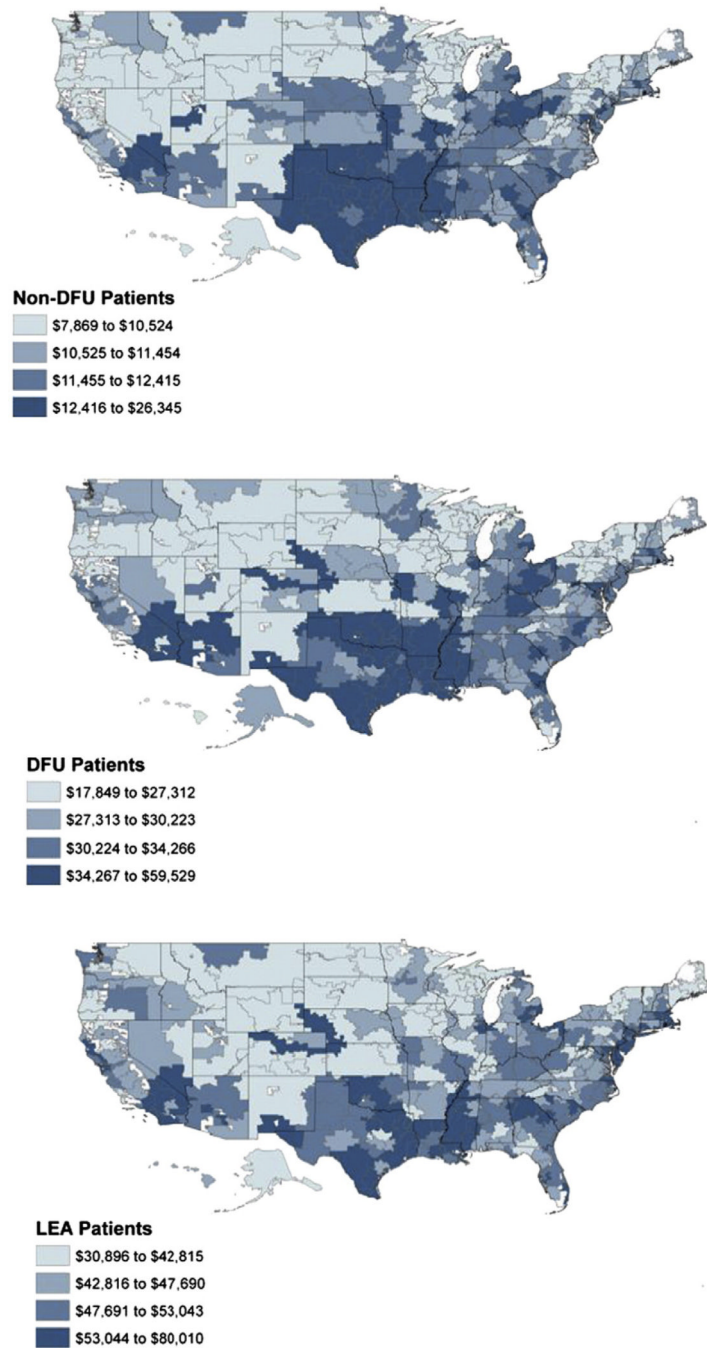 Non-DFU Patients
$7,869 to $10,524
$10,525 to $11,454
$11,455 to $12,415
$12,416 to $26,345
DFU Patients
$17,849 to $27,312
$27,313 to $30,223
$30,224 to $34,266
$34,267 to $59,529
LEA Patients
$30,896 to $42,815
$42,816 to $47,690
$47,691 to $53,043
$53,044 to $80,010